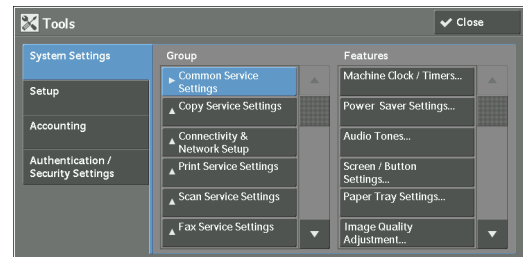 Tools
Close
System Settings
Setup
Accounting
Authentication /
Security Settings
Group
Common Service
Settings
Copy Service Settings
Connectivity &
Network Setup
Print Service Settings
Scan Service Settings
Fax Service Settings
Features
Machine Clock / Timers...
Power Saver Settings...
Audio Tones...
Screen / Button
Settings...
Paper Tray Settings...
Image Quality
Adjustment...